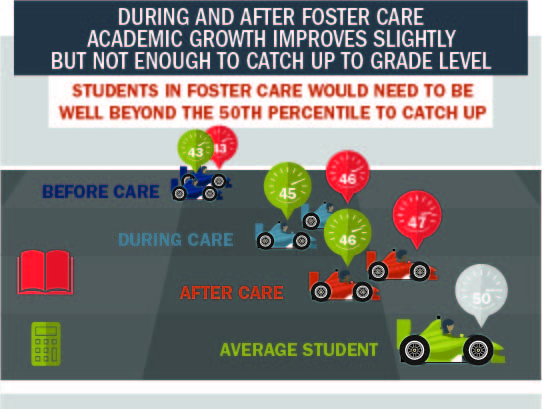 DURING AND AFTER FOSTER CARE
ACADEMIC GROWTH IMPROVES SLIGHTLY
BUT NOT ENOUGH TO CATCH UP TO GRADE LEVEL
STUDENTS IN FOSTER CARE WOULD NEED TO BE
WELL BEYOND THE 50TH PERCENTILE TO CATCH UP
43
43
BEFORE CARE
45
46
DURING CARE
46
47
AFTER CARE
50
AVERAGE STUDENT